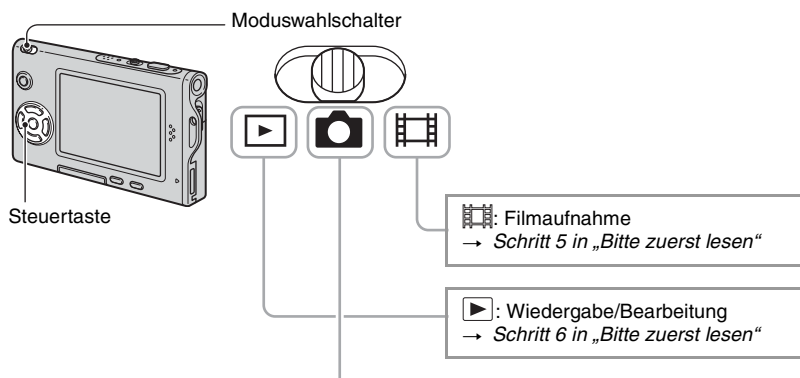 Moduswahlschalter
Steuertaste
: Filmaufnahme
→ Schritt 5 in „Bitte zuerst lesen“
: Wiedergabe/Bearbeitung
→ Schritt 6 in „Bitte zuerst lesen“